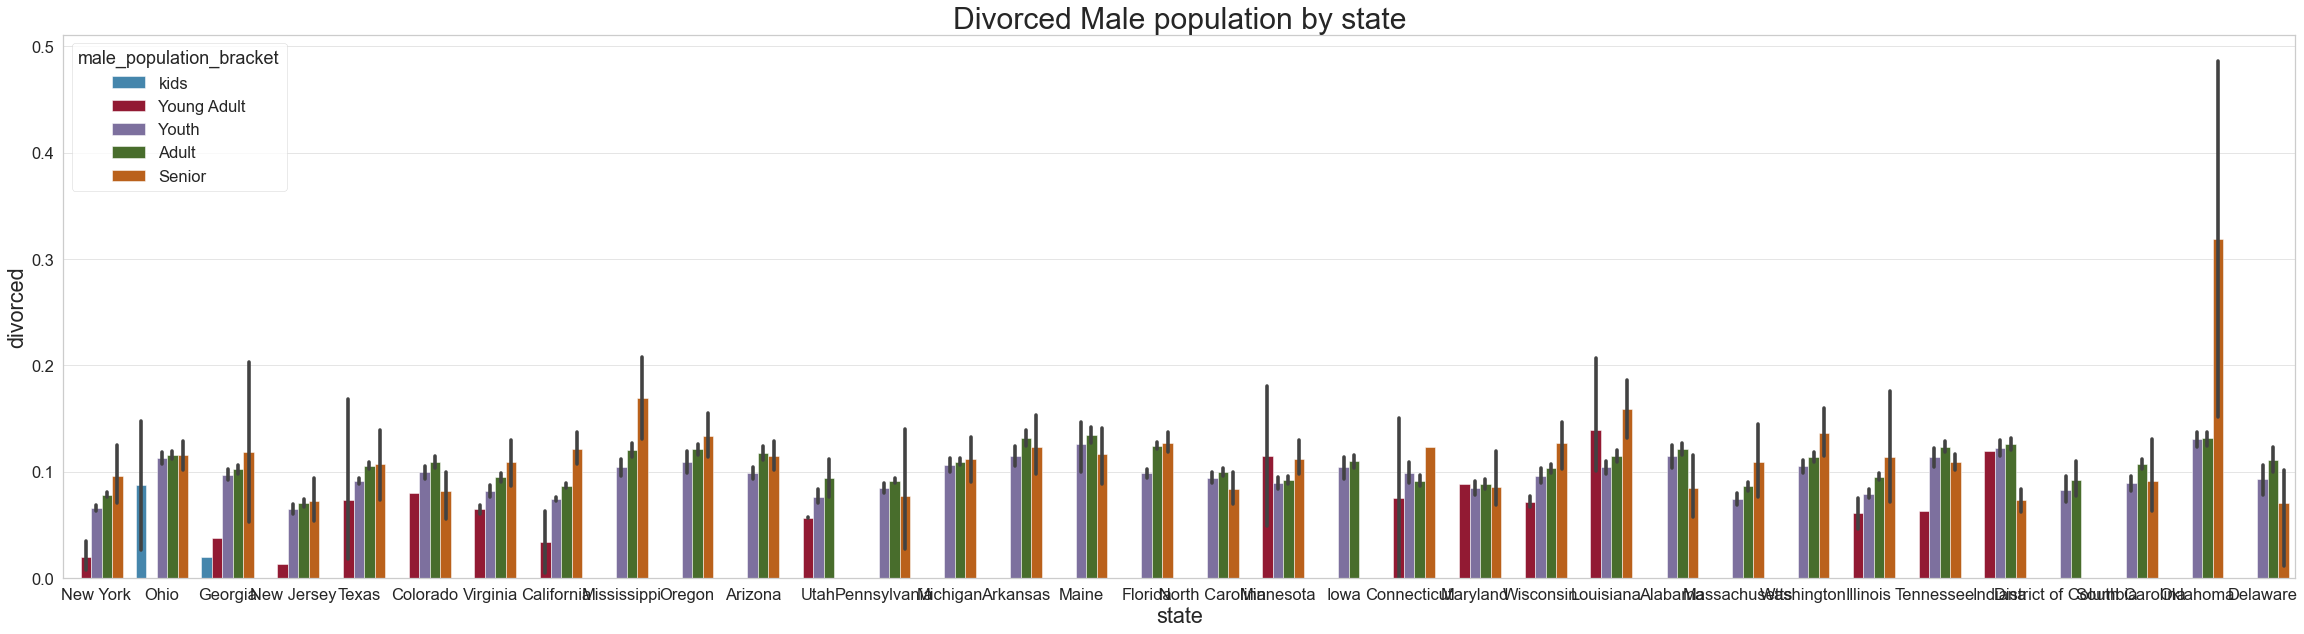 Divorced Male population by state
0.5
male_population_bracket
kids
Young Adult
Youth
Adult
Senior
0.4
0.3
0.2
0.1
0.0
divorced
New York Ohio Georgia New Jersey Texas Colorado Virginia California Mississippi Oregon Arizona Utah Pennsylvania Michigan Arkansas Maine Florida North Carolina Minnesota Iowa Connecticut Maryland Wisconsin Louisiana Alabama Massachusetts Washington Illinois Tennessee Indiana District of Columbia South Carolina Oklahoma Delaware
state